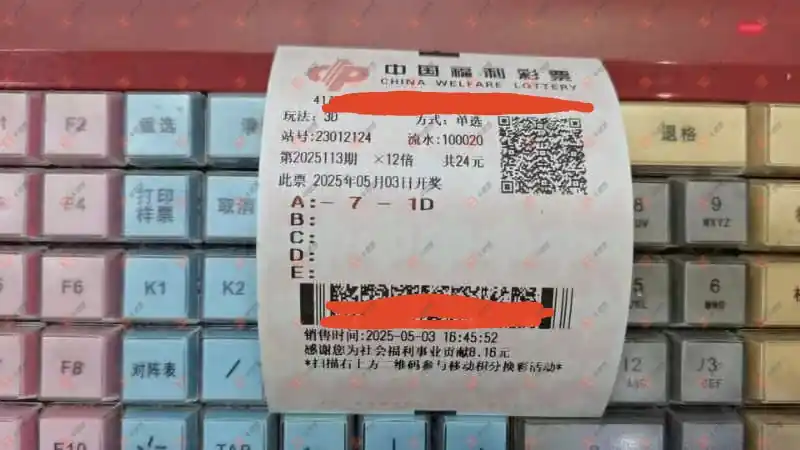 中国福利彩票
CHINA WELFARE LOTTERY
41
玩法: 3D 方式: 单选
站号:23012124 流水:100020
第2025113期 ×12倍 共24元
此票 2025年05月03日开奖
A:- 7 - 1D
B:
C:
D:
E:
销售时间:2025-05-03 16:45:52
感谢您为社会福利事业贡献8.16元
*扫描右上方二维码参与移动积分换彩活动*
F2 重选
退格
F4 打印样票 取消
8
9
WXYZ
F6 K1 K2
5
6
MNO
F8 对阵表 /
12
J3
F10 TAB